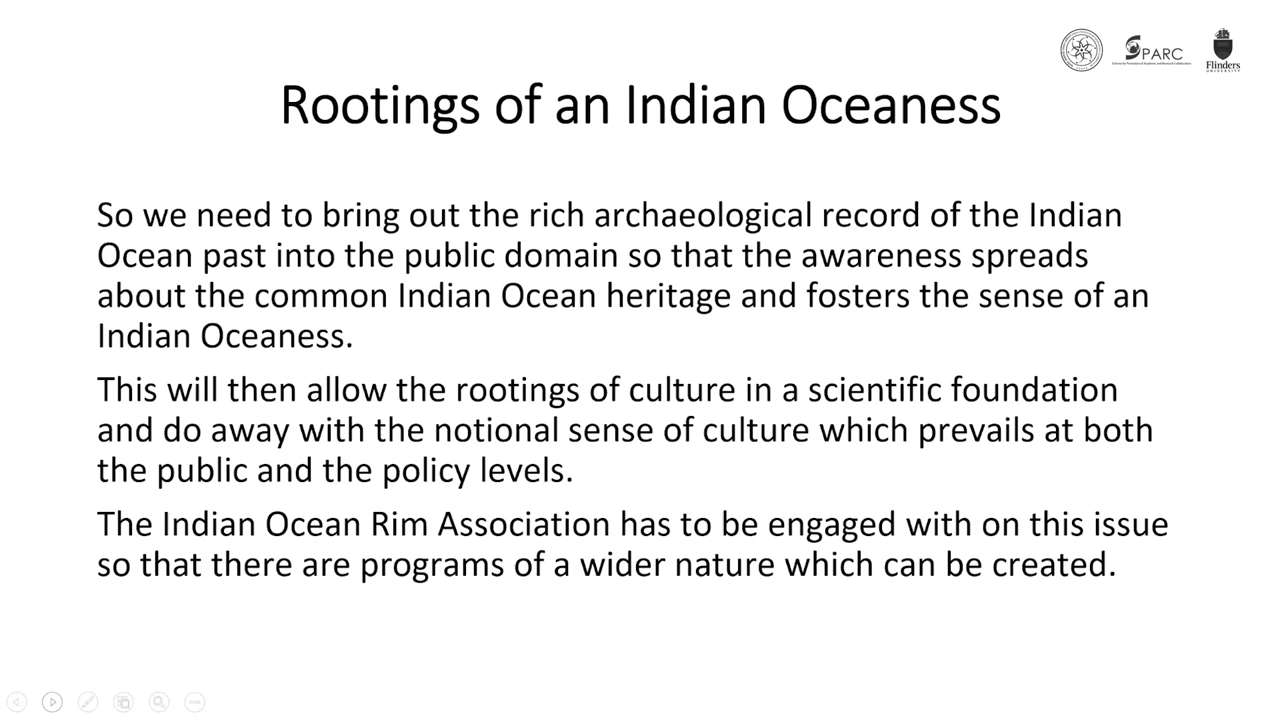 SPARC
Flinders
UNIVERSITY
Rootings of an Indian Oceaness
So we need to bring out the rich archaeological record of the Indian
Ocean past into the public domain so that the awareness spreads
about the common Indian Ocean heritage and fosters the sense of an
Indian Oceaness.
This will then allow the rootings of culture in a scientific foundation
and do away with the notional sense of culture which prevails at both
the public and the policy levels.
The Indian Ocean Rim Association has to be engaged with on this issue
so that there are programs of a wider nature which can be created.